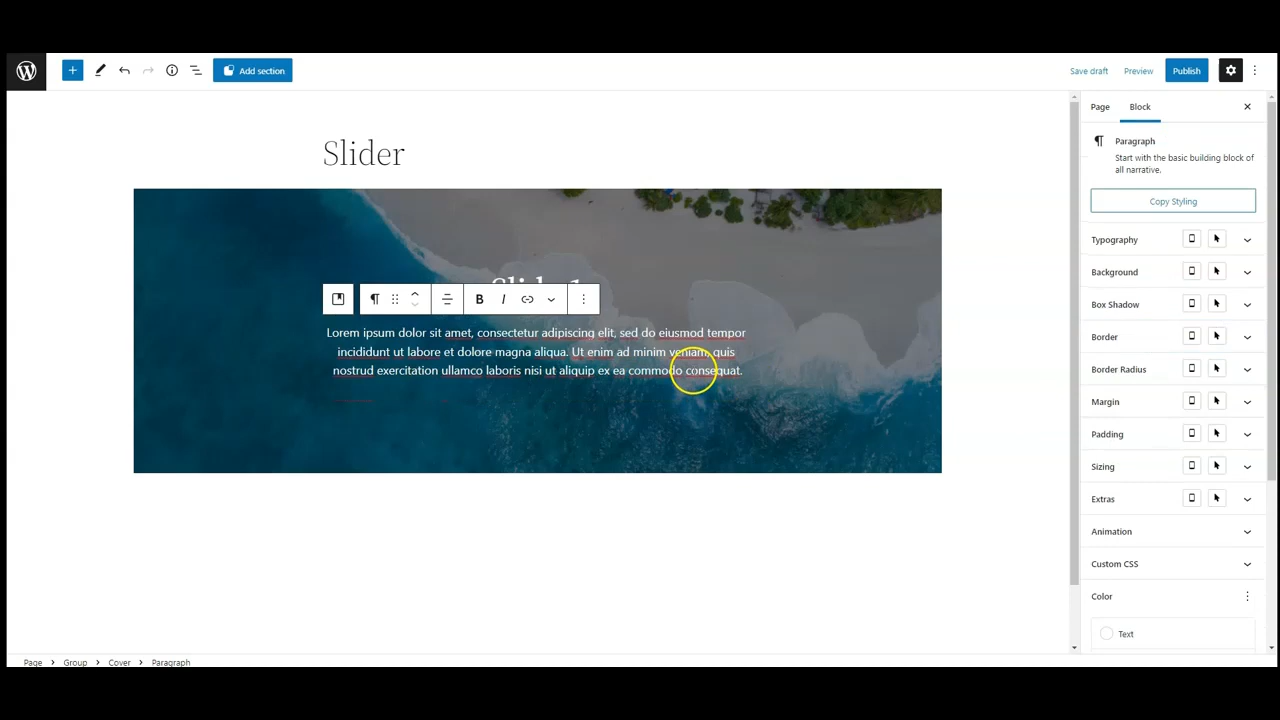 Add section
Save draft
Preview
Publish
Page
Block
Slider
Paragraph
Start with the basic building block of
all narrative.
Copy Styling
Typography
Background
Box Shadow
Border
Border Radius
Margin
Padding
Sizing
Extras
Animation
Custom CSS
Color
Text
B I
Lorem ipsum dolor sit amet, consectetur adipiscing elit, sed do eiusmod tempor
incididunt ut labore et dolore magna aliqua. Ut enim ad minim veniam, quis
nostrud exercitation ullamco laboris nisi ut aliquip ex ea commodo consequat.
Page Group Cover Paragraph